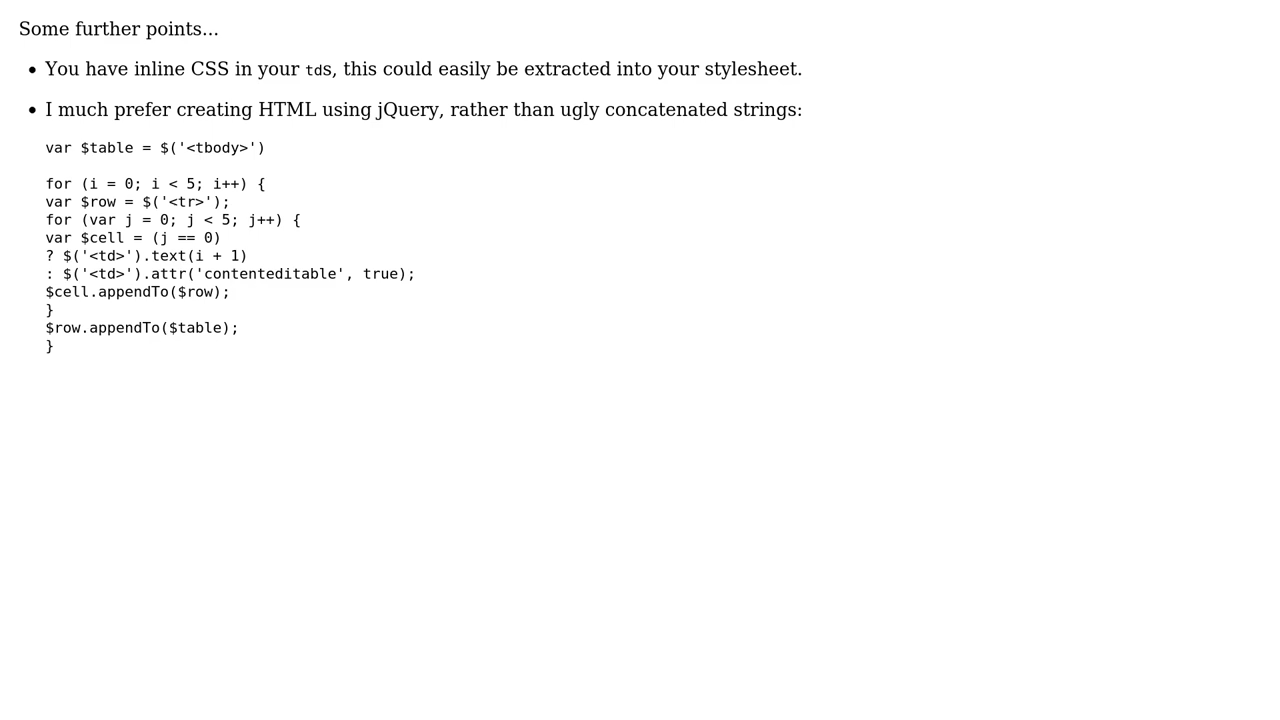 Some further points...
• You have inline CSS in your tds, this could easily be extracted into your stylesheet.
• I much prefer creating HTML using jQuery, rather than ugly concatenated strings:
var $table = $('<tbody>')
for (i = 0; i < 5; i++) {
var $row = $('<tr>');
for (var j = 0; j < 5; j++) {
var $cell = (j == 0)
? $('<td>').text(i + 1)
: $('<td>').attr('contenteditable', true);
$cell.appendTo($row);
}
$row.appendTo($table);
}